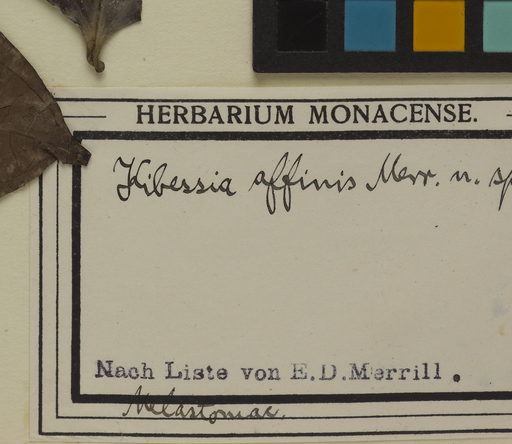 HERBARIUM MONACENSE.
Kibessia affinis Merr. n. sp
Nach Liste von E.D.Merrill .
Melastomac.